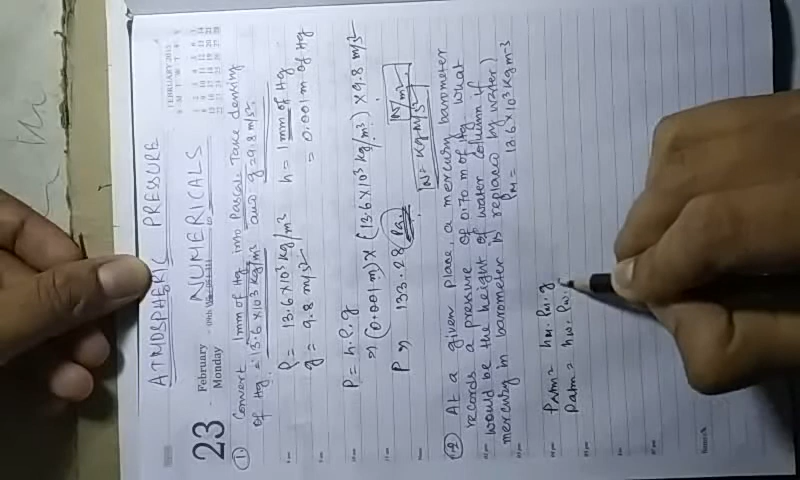 ATMOSPHERIC PRESSURE
23 February
Monday
NUMERICALS
FEBRUARY 2015
1. Convert 1mm of Hg into Pascal. Take density
of Hg = 13.6×10³ kg/m³ and g=9.8 m/s².
ρ = 13.6×10³ kg/m³ h = 1mm of Hg
g = 9.8 m/s² = 0.001m of Hg
P = h.ρ.g
⇒ (0.001m) × (13.6×10³ kg/m³) × 9.8 m/s²
P ⇒ 133.28 Pa. N = kg m/s² N/m²
2. At a given place, a mercury barometer
records a pressure of 0.70 m of Hg. What
would be the height of water column if
mercury in barometer is replaced by water?
ρM = 13.6×10³ kgm-3
Patm = hM.ρM.g
Patm = hw.ρw.